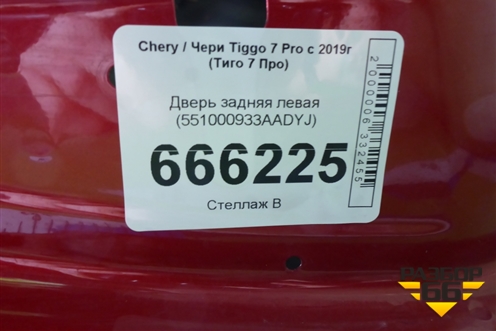 Chery / Чери Tiggo 7 Pro с 2019г
(Тиго 7 Про)
Дверь задняя левая
(551000933AADYJ)
666225
Стеллаж В
2000006332455
РАЗБОР
66